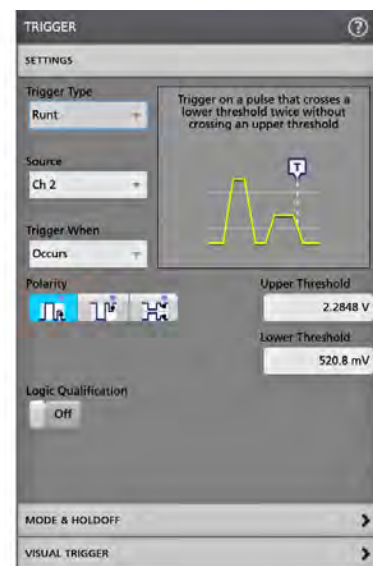 TRIGGER
?
SETTINGS
Trigger Type
Runt
Trigger on a pulse that crosses a
lower threshold twice without
crossing an upper threshold
T
Source
Ch 2
Trigger When
Occurs
Polarity
Upper Threshold
2.2848 V
Lower Threshold
520.8 mV
Logic Qualification
Off
MODE & HOLDOFF
VISUAL TRIGGER